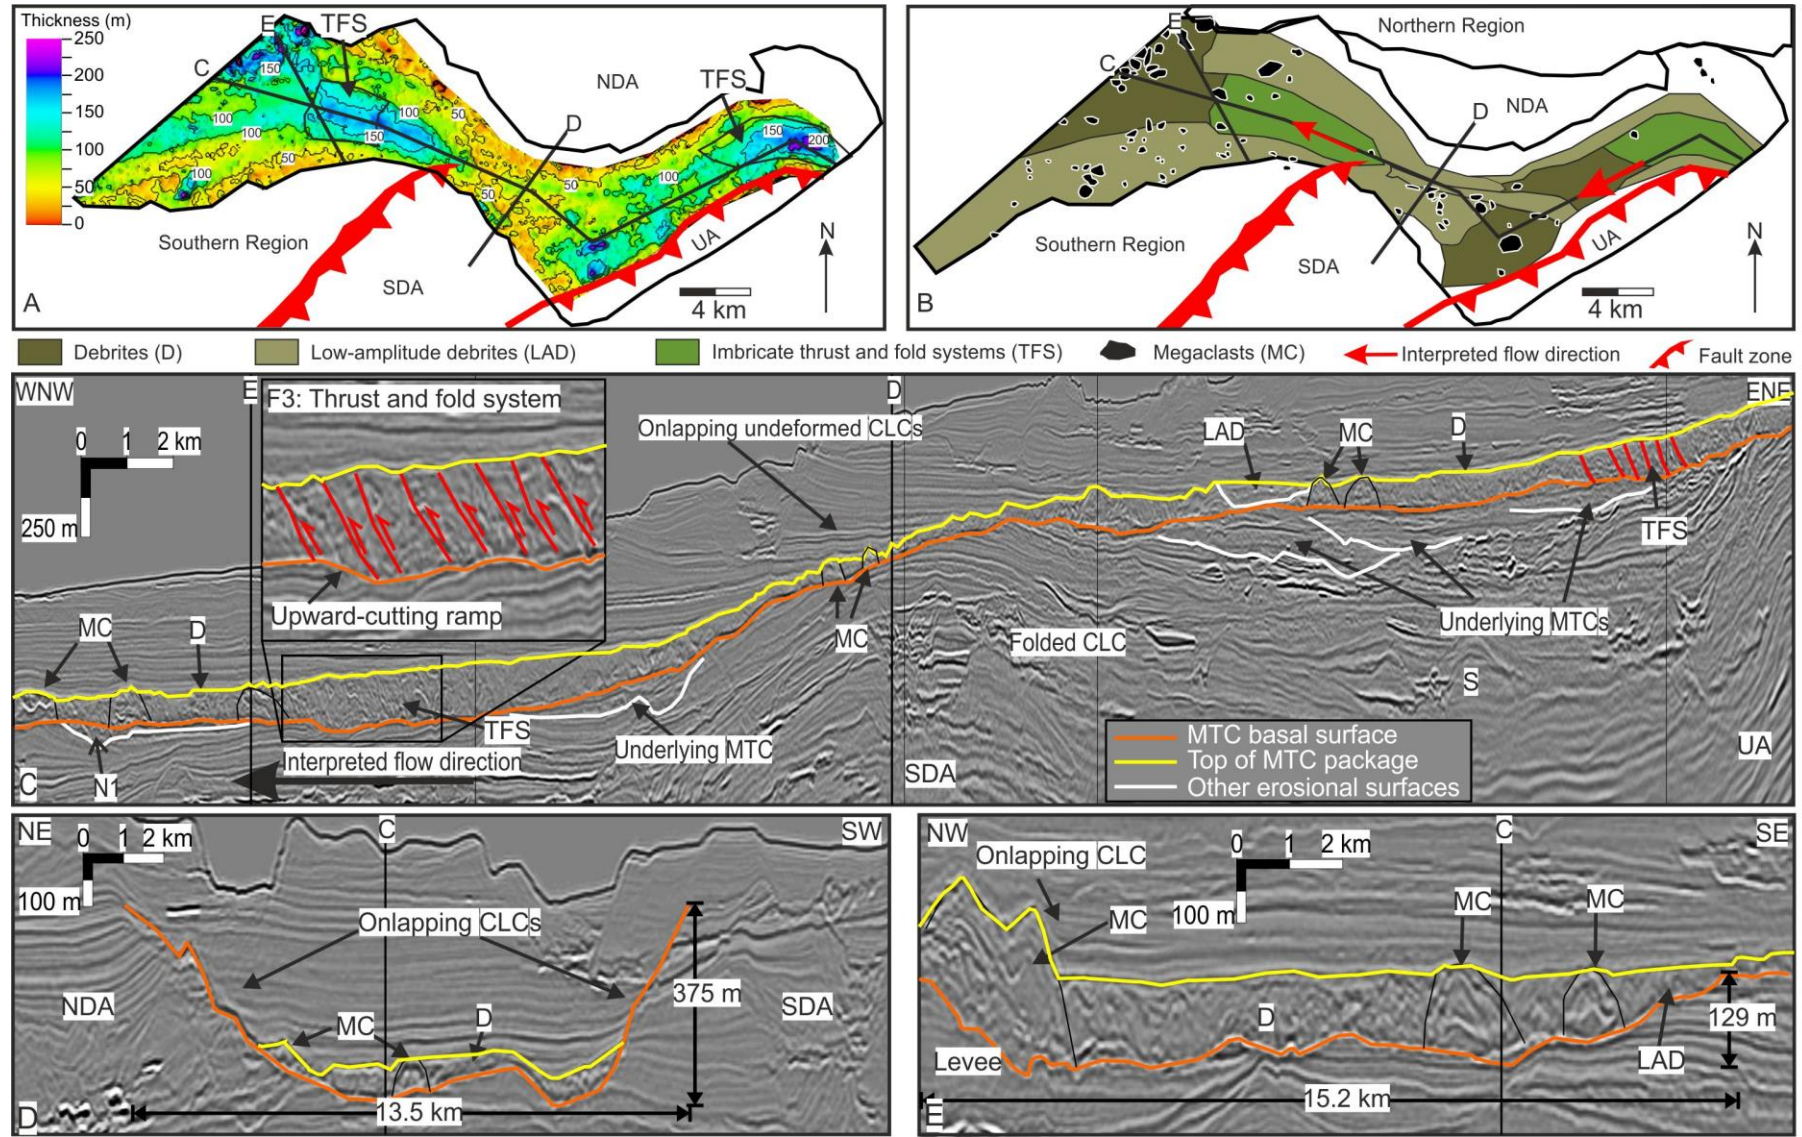 Thickness (m)
250
200
150
100
50
0
E
TFS
C
150
100
100
50
100
100
150
50
50
50
100
150
200
D
TFS
NDA
Southern Region
SDA
UA
N
4 km
A
E
C
Northern Region
NDA
D
Southern Region
SDA
UA
N
4 km
B
Debrites (D)
Low-amplitude debrites (LAD)
Imbricate thrust and fold systems (TFS)
Megaclasts (MC)
Interpreted flow direction
Fault zone
WNW
E
D
ENE
0 1 2 km
250 m
F3: Thrust and fold system
Upward-cutting ramp
Onlapping undeformed CLCs
LAD
MC
D
TFS
Underlying MTCs
MC
Folded CLC
S
MC
D
TFS
Underlying MTC
Interpreted flow direction
N1
C
SDA
UA
MTC basal surface
Top of MTC package
Other erosional surfaces
NE
0 1 2 km
C
SW
100 m
Onlapping CLCs
375 m
NDA
MC
D
SDA
13.5 km
D
NW
0 1 2 km
C
SE
Onlapping CLC
100 m
MC
MC
MC
D
129 m
Levee
LAD
15.2 km
E